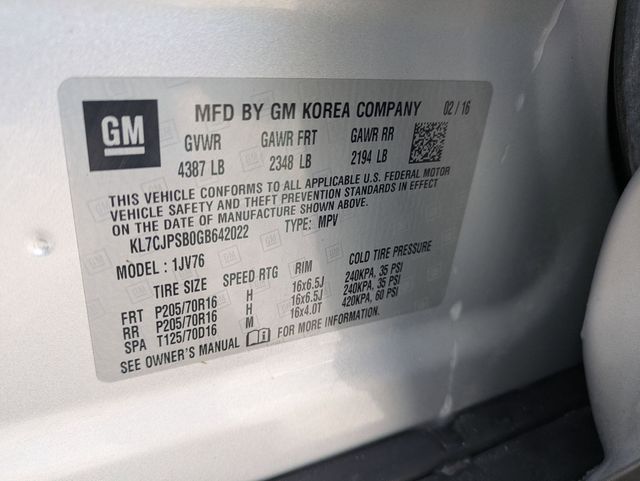 GM
MFD BY GM KOREA COMPANY 02 / 16
GVWR GAWR FRT GAWR RR
4387 LB 2348 LB 2194 LB
THIS VEHICLE CONFORMS TO ALL APPLICABLE U.S. FEDERAL MOTOR
VEHICLE SAFETY AND THEFT PREVENTION STANDARDS IN EFFECT
ON THE DATE OF MANUFACTURE SHOWN ABOVE.
KL7CJPSB0GB642022 TYPE: MPV
MODEL: 1JV76
TIRE SIZE SPEED RTG RIM COLD TIRE PRESSURE
FRT P205/70R16 H 16x6.5J 240KPA, 35 PSI
RR P205/70R16 H 16x6.5J 240KPA, 35 PSI
SPA T125/70D16 M 16x4.0T 420KPA, 60 PSI
SEE OWNER'S MANUAL FOR MORE INFORMATION.